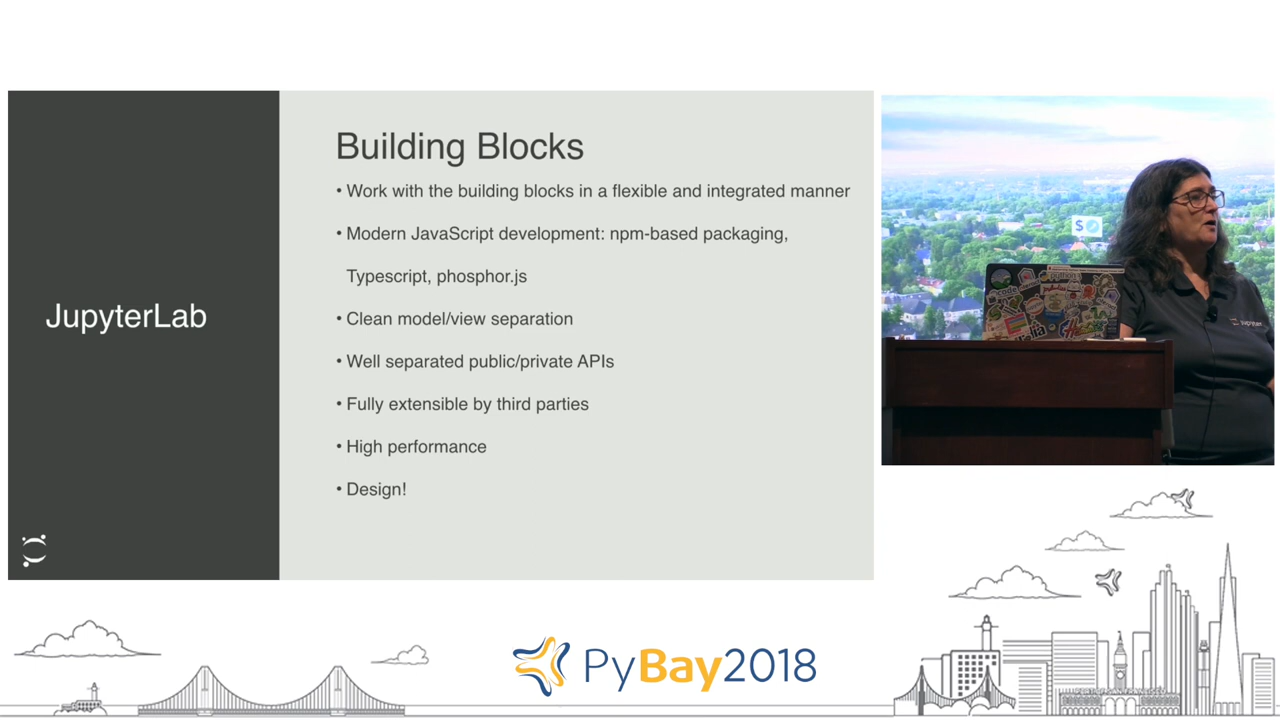 JupyterLab
Building Blocks
• Work with the building blocks in a flexible and integrated manner
• Modern JavaScript development: npm-based packaging,
Typescript, phosphor.js
• Clean model/view separation
• Well separated public/private APIs
• Fully extensible by third parties
• High performance
• Design!
jupyter
PyBay2018